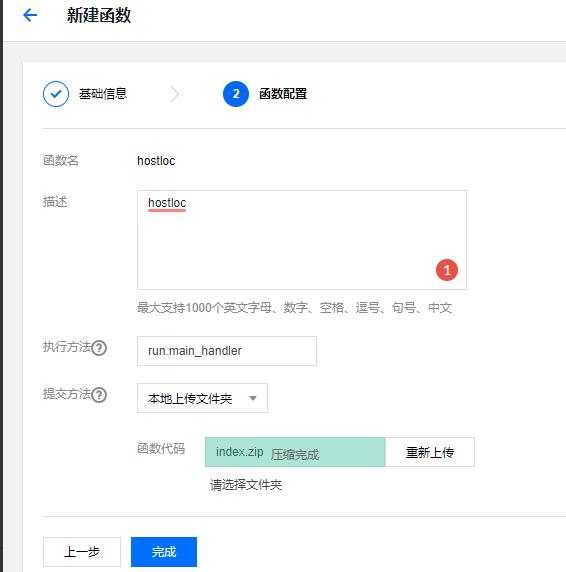 新建函数
基础信息
2 函数配置
函数名 hostloc
描述 hostloc
1
最大支持1000个英文字母、数字、空格、逗号、句号、中文
执行方法? run.main_handler
提交方法? 本地上传文件夹
函数代码 index.zip 压缩完成 重新上传
请选择文件夹
上一步 完成